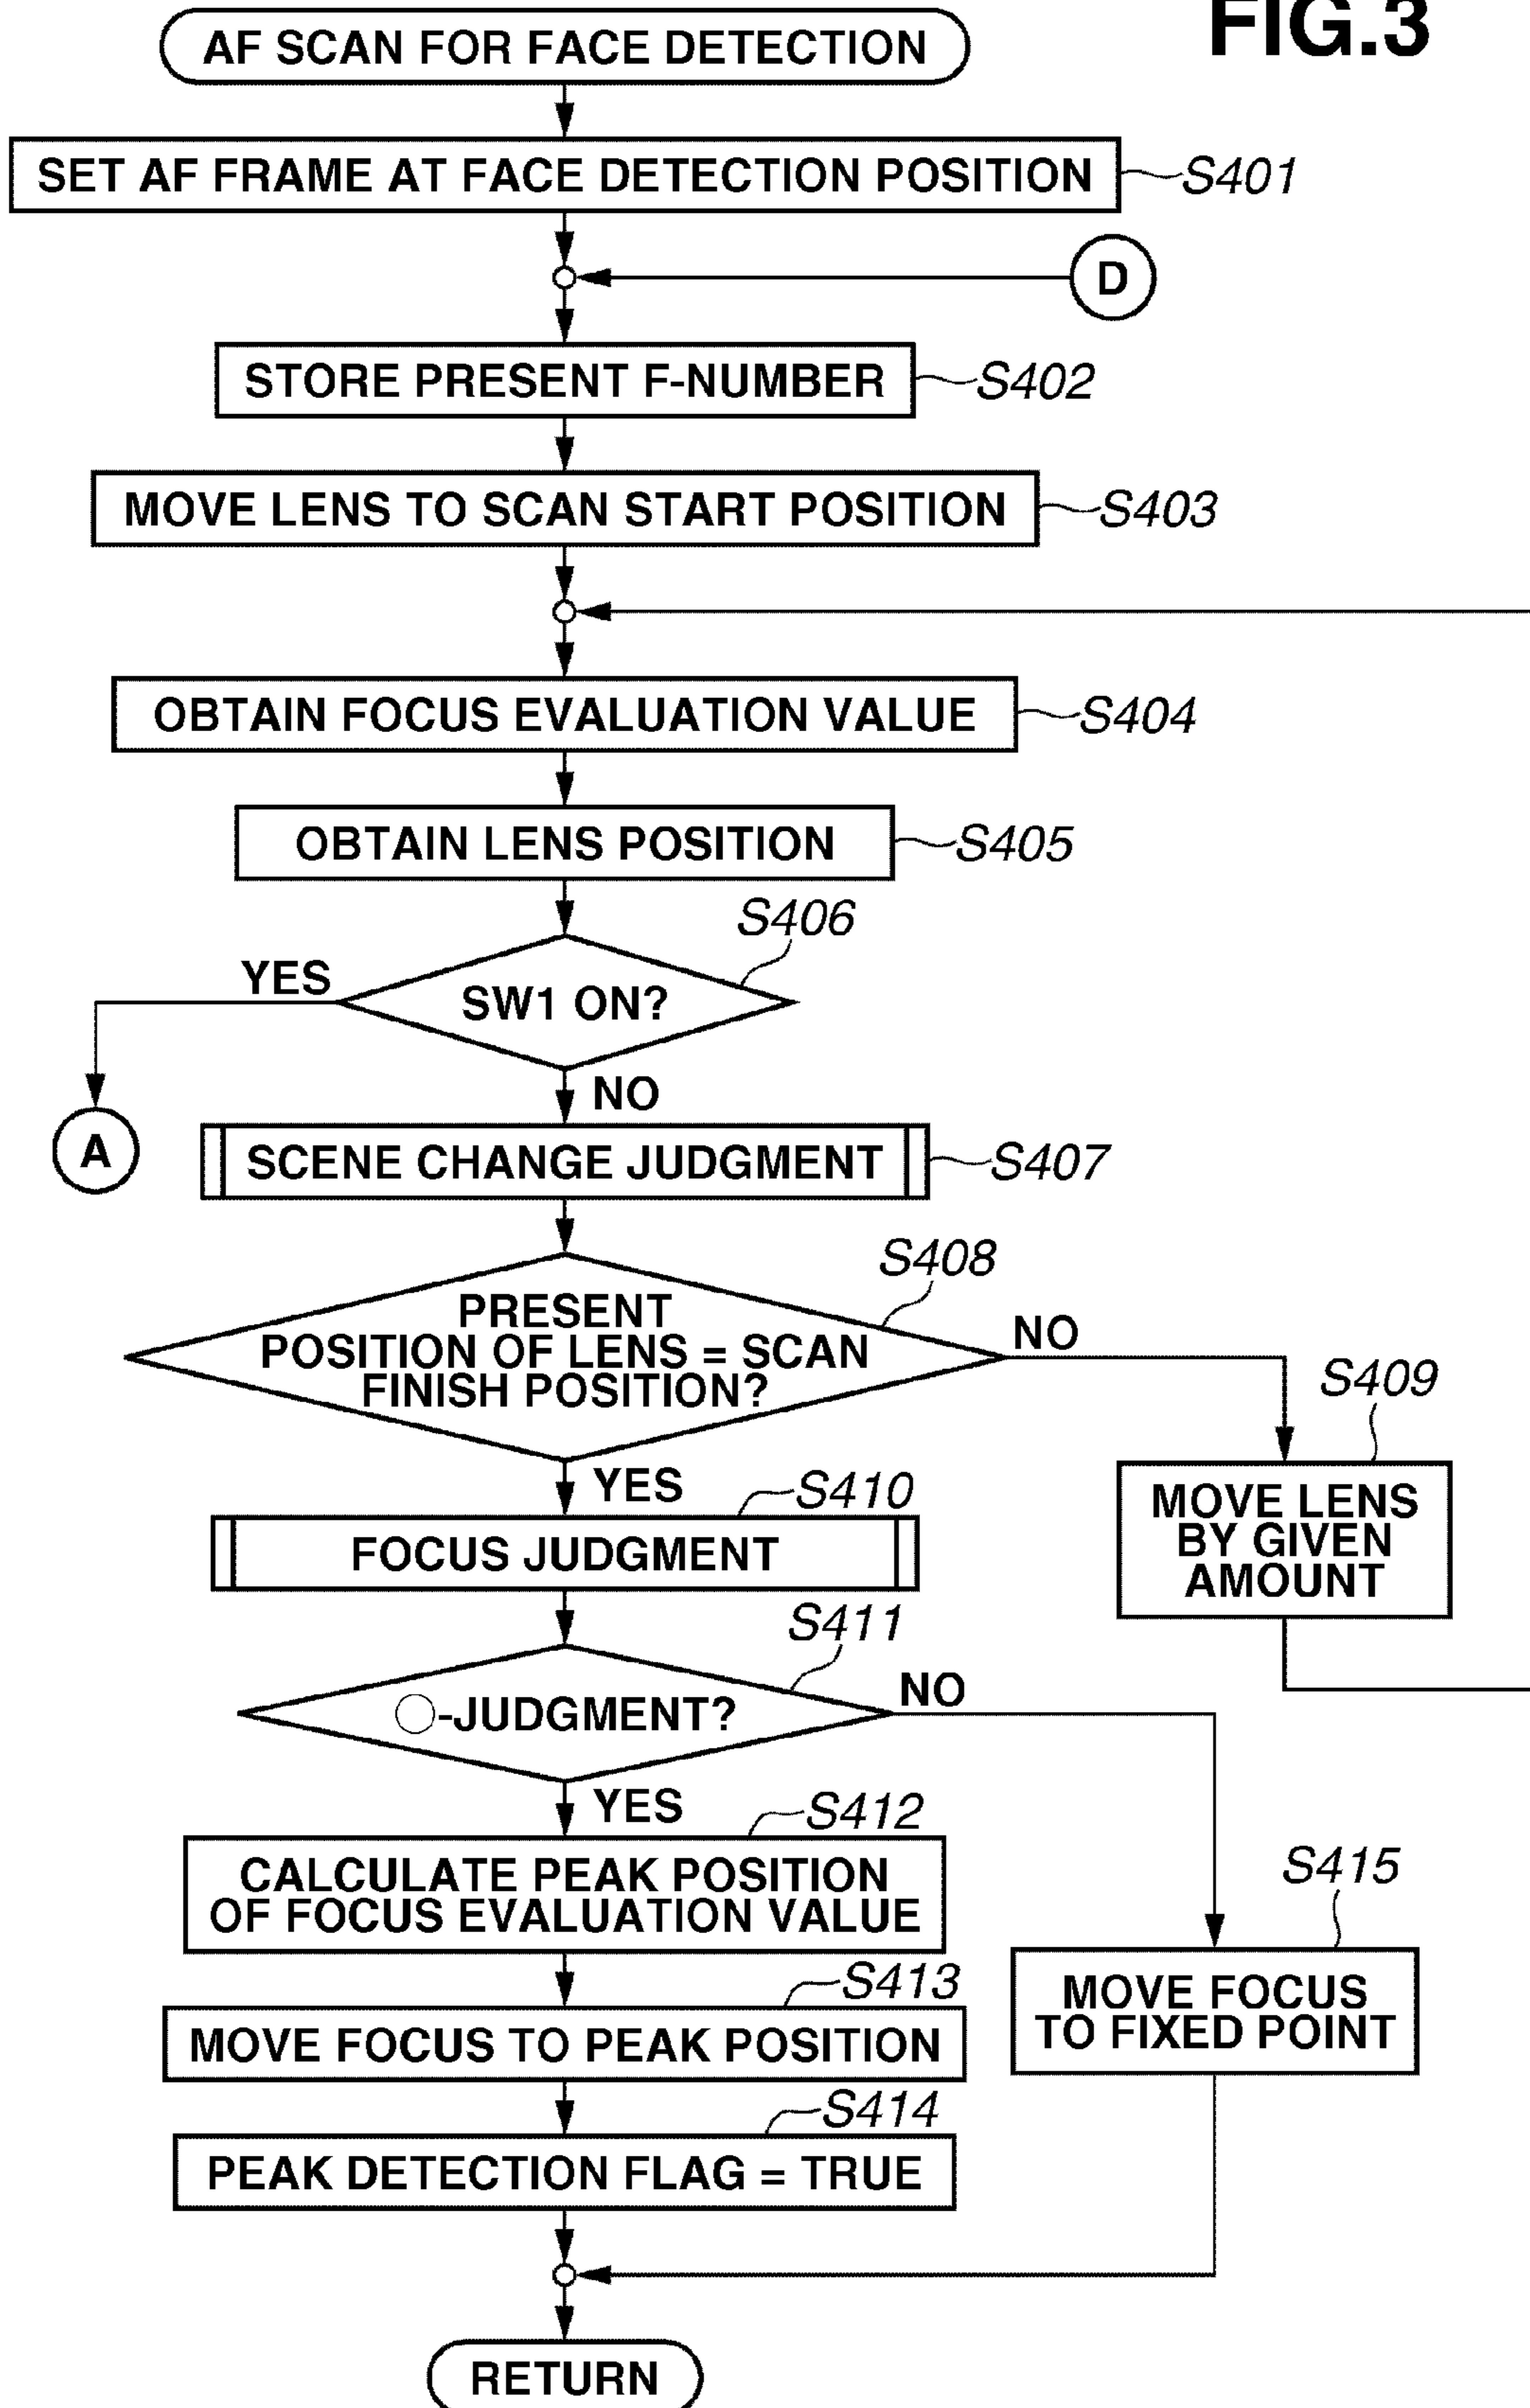 FIG.3
AF SCAN FOR FACE DETECTION
SET AF FRAME AT FACE DETECTION POSITION
S401
D
STORE PRESENT F-NUMBER
S402
MOVE LENS TO SCAN START POSITION
S403
OBTAIN FOCUS EVALUATION VALUE
S404
OBTAIN LENS POSITION
S405
S406
YES
SW1 ON?
NO
A
SCENE CHANGE JUDGMENT
S407
S408
PRESENT
POSITION OF LENS = SCAN
FINISH POSITION?
NO
S409
MOVE LENS
BY GIVEN
AMOUNT
YES
S410
FOCUS JUDGMENT
S411
○-JUDGMENT?
NO
YES
S412
CALCULATE PEAK POSITION
OF FOCUS EVALUATION VALUE
S415
MOVE FOCUS
TO FIXED POINT
S413
MOVE FOCUS TO PEAK POSITION
S414
PEAK DETECTION FLAG = TRUE
RETURN